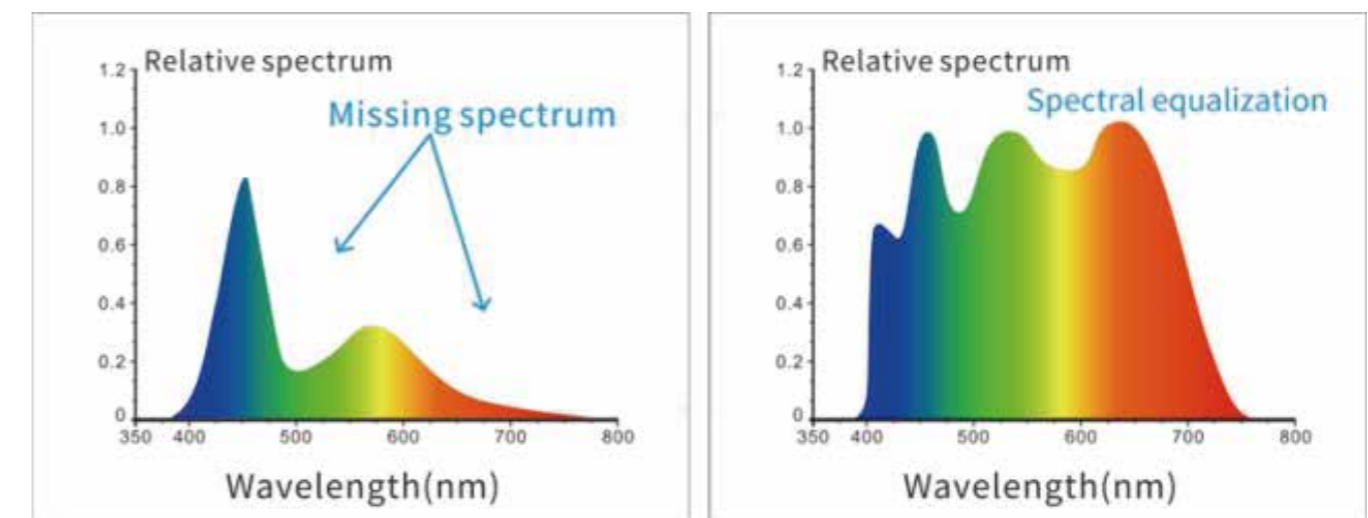 Relative spectrum
Missing spectrum
1.2
1.0
0.8
0.6
0.4
0.2
0
350 400 500 600 700 800
Wavelength(nm)
Relative spectrum
Spectral equalization
1.2
1.0
0.8
0.6
0.4
0.2
0
350 400 500 600 700 800
Wavelength(nm)